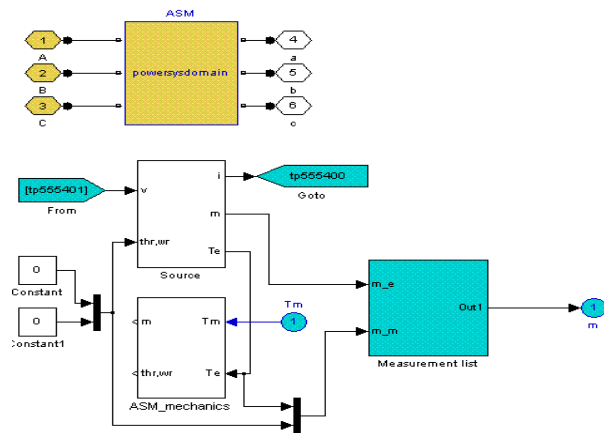 ASM
1
A
2
B
3
C
powersysdomain
4
a
5
b
6
c
[tp555401]
From
v
thr,wr
i
m
Te
Source
tp555400
Goto
0
Constant
0
Constant1
m
thr,wr
Tm
Te
ASM_mechanics
Tm
1
m_e
m_m
Out1
Measurement list
1
m